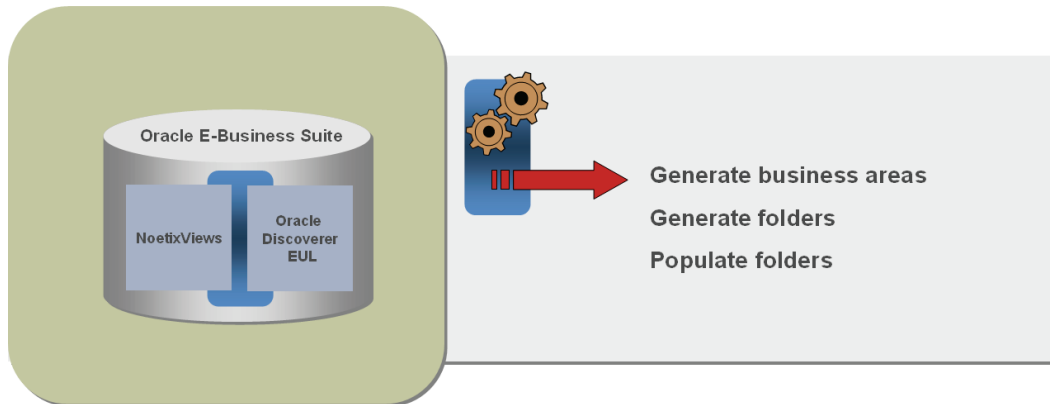 Oracle E-Business Suite
NoetixViews
Oracle
Discoverer
EUL
Generate business areas
Generate folders
Populate folders